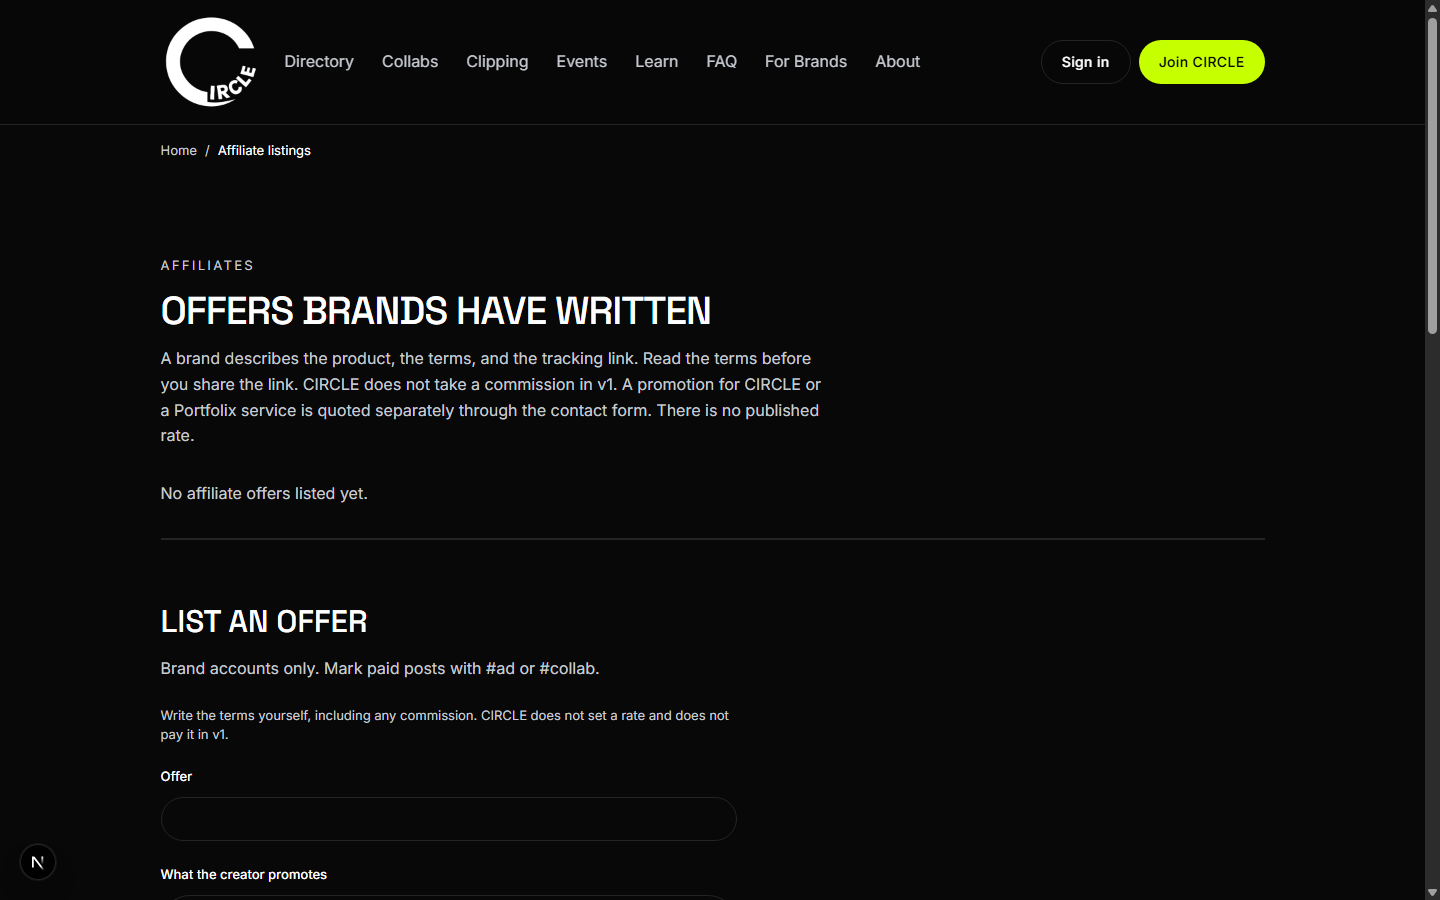 CIRCLE
Directory
Collabs
Clipping
Events
Learn
FAQ
For Brands
About
Sign in
Join CIRCLE
Home / Affiliate listings
AFFILIATES
OFFERS BRANDS HAVE WRITTEN
A brand describes the product, the terms, and the tracking link. Read the terms before
you share the link. CIRCLE does not take a commission in v1. A promotion for CIRCLE or
a Portfolix service is quoted separately through the contact form. There is no published
rate.
No affiliate offers listed yet.
LIST AN OFFER
Brand accounts only. Mark paid posts with #ad or #collab.
Write the terms yourself, including any commission. CIRCLE does not set a rate and does not
pay it in v1.
Offer
What the creator promotes
N